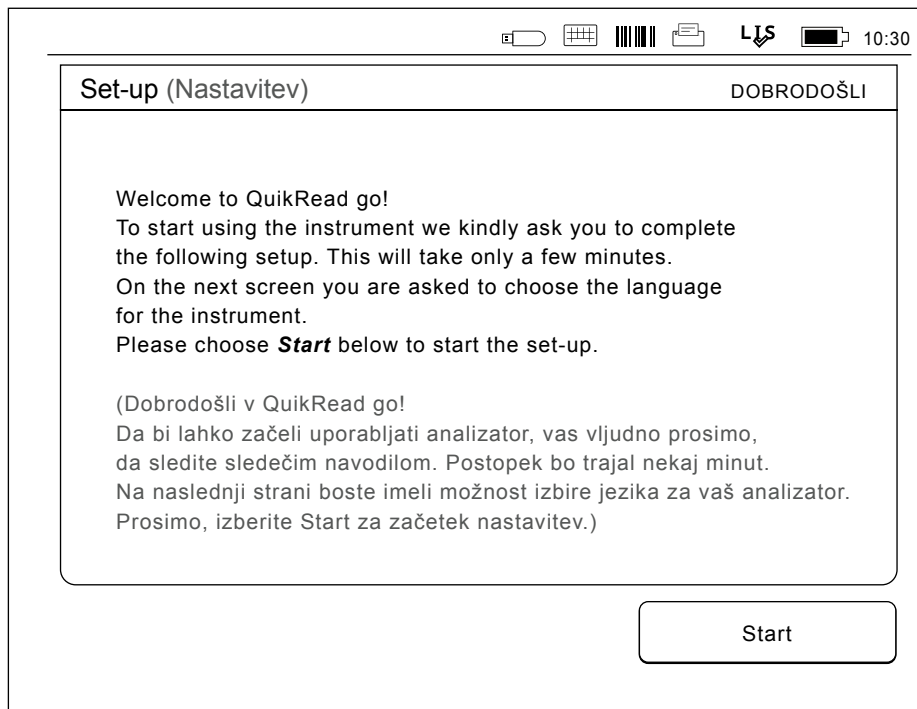 LIS 10:30
Set-up (Nastavitev) DOBRODOŠLI
Welcome to QuikRead go!
To start using the instrument we kindly ask you to complete
the following setup. This will take only a few minutes.
On the next screen you are asked to choose the language
for the instrument.
Please choose Start below to start the set-up.
(Dobrodošli v QuikRead go!
Da bi lahko začeli uporabljati analizator, vas vljudno prosimo,
da sledite sledečim navodilom. Postopek bo trajal nekaj minut.
Na naslednji strani boste imeli možnost izbire jezika za vaš analizator.
Prosimo, izberite Start za začetek nastavitev.)
Start